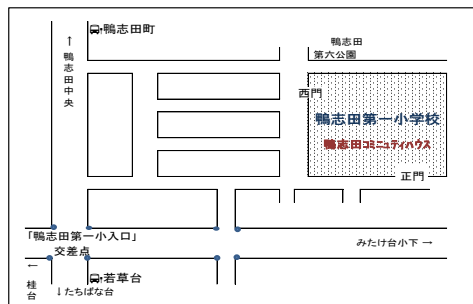 鴨志田町
鴨志田
第六公園
↑
鴨志田中央
西門
鴨志田第一小学校
鴨志田コミュニティハウス
正門
「鴨志田第一小入口」
交差点
みたけ台小下 →
←
桂台
若草台
↓たちばな台